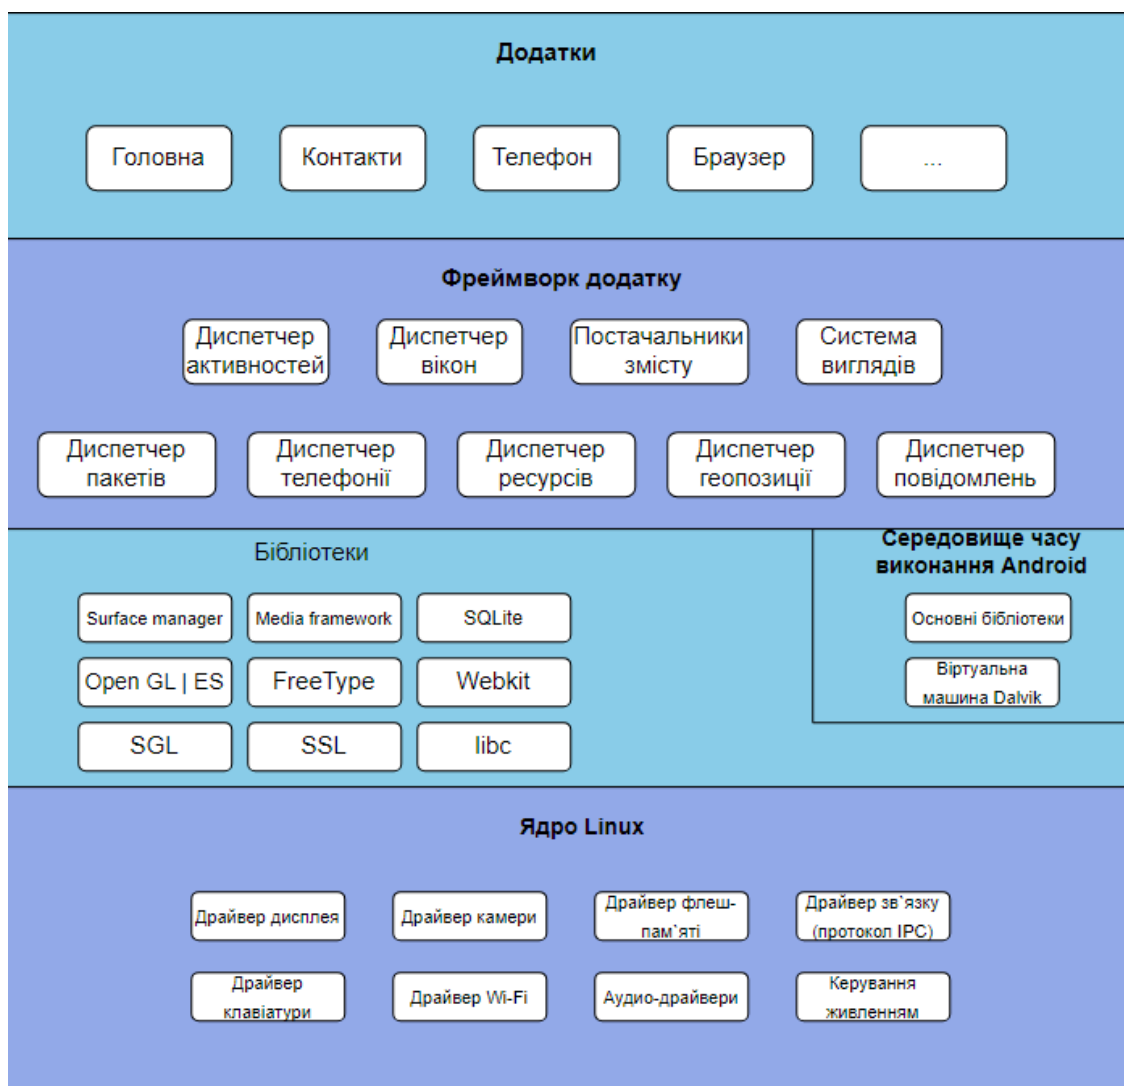 Додатки
Головна
Контакти
Телефон
Браузер
...
Фреймворк додатку
Диспетчер
активностей
Диспетчер
вікон
Постачальники
змісту
Система
виглядів
Диспетчер
пакетів
Диспетчер
телефонії
Диспетчер
ресурсів
Диспетчер
геопозиції
Диспетчер
повідомлень
Бібліотеки
Surface manager
Media framework
SQLite
Open GL | ES
FreeType
Webkit
SGL
SSL
libc
Середовище часу
виконання Android
Основні бібліотеки
Віртуальна
машина Dalvik
Ядро Linux
Драйвер дисплея
Драйвер камери
Драйвер флеш-
пам`яті
Драйвер зв`язку
(протокол IPC)
Драйвер
клавіатури
Драйвер Wi-Fi
Аудио-драйвери
Керування
живленням